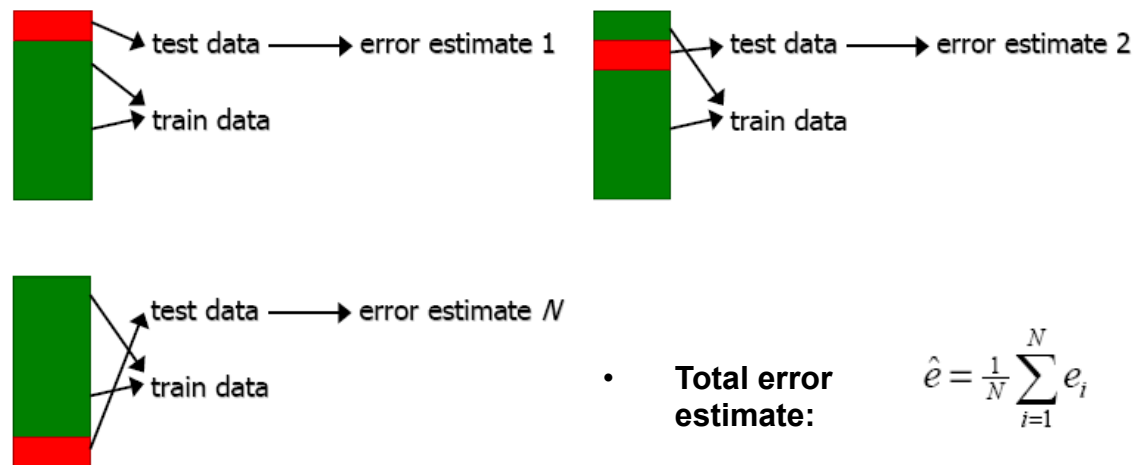 test data error estimate 1
train data
test data error estimate 2
train data
test data error estimate N
train data
• Total error
estimate:
ê = 1/N ∑_{i=1}^{N} e_i